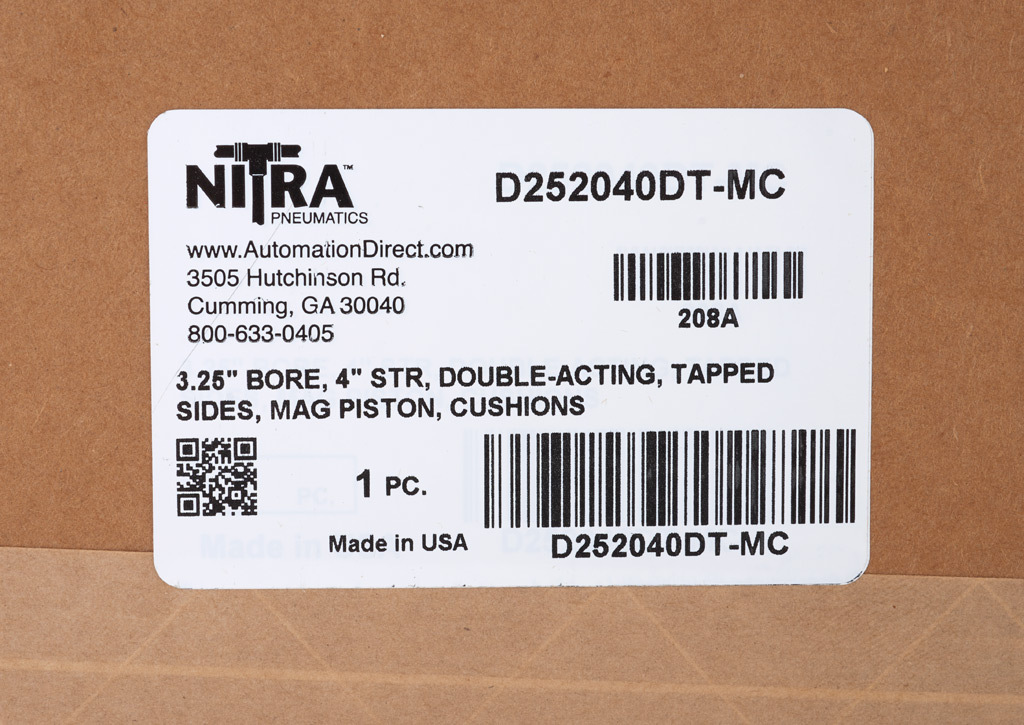 NITRA™
PNEUMATICS
D252040DT-MC
www.AutomationDirect.com
3505 Hutchinson Rd.
Cumming, GA 30040
800-633-0405
208A
3.25" BORE, 4" STR, DOUBLE-ACTING, TAPPED
SIDES, MAG PISTON, CUSHIONS
1 PC.
Made in USA
D252040DT-MC